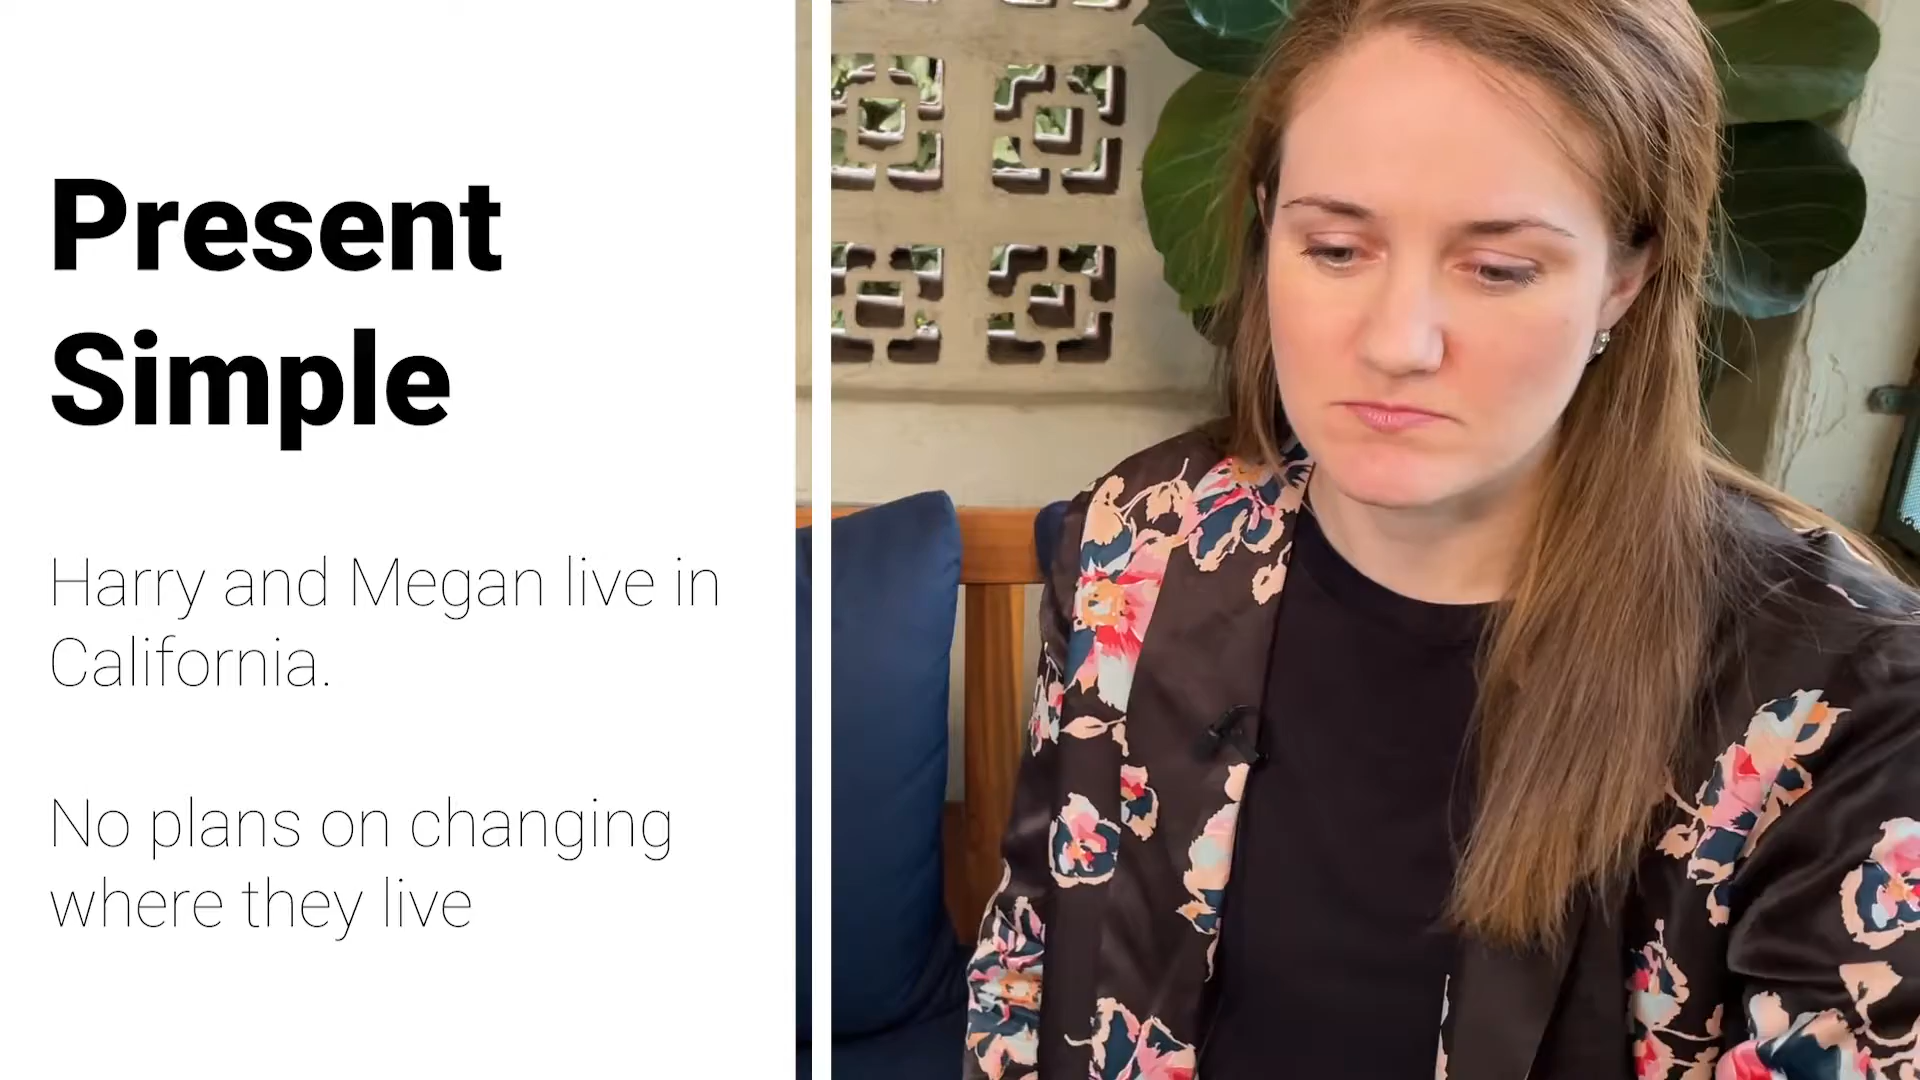 Present
Simple
Harry and Megan live in
California.
No plans on changing
where they live